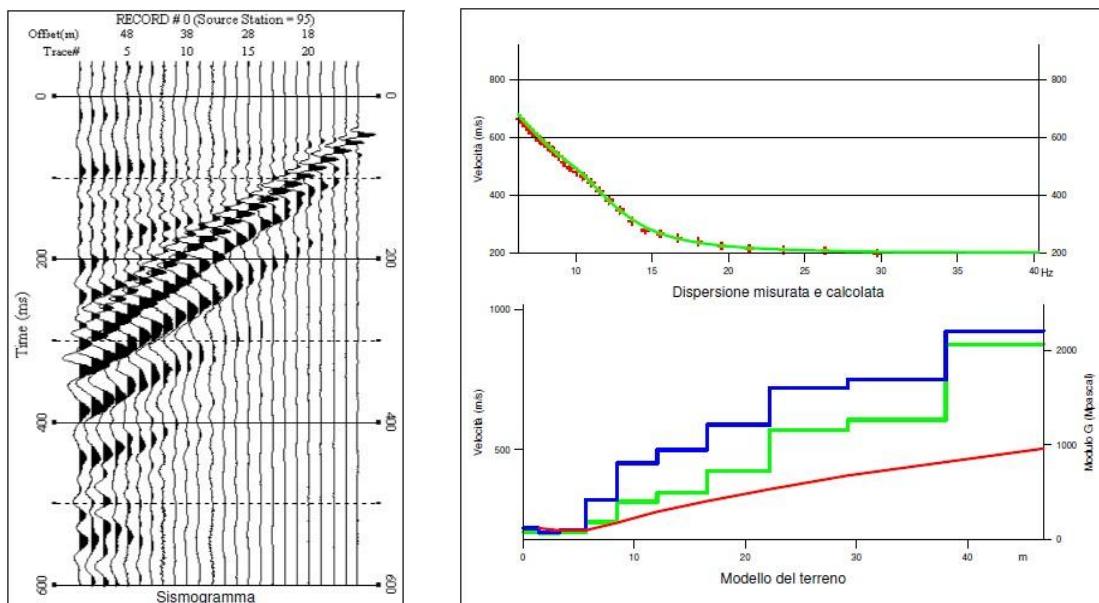 RECORD # 0 (Source Station = 95)
Offset(m) 48 38 28 18
Trace# 5 10 15 20
0 0
200 200
Time (ms)
400 400
600 600
Sismogramma
800 800
600 600
Velocità (m/s)
400 400
200 200
10 15 20 25 30 35 40 Hz
Dispersione misurata e calcolata
1000
2000
Velocità (m/s)
500
1000
Modulo G (Mpascal)
0
0 10 20 30 40 m
Modello del terreno